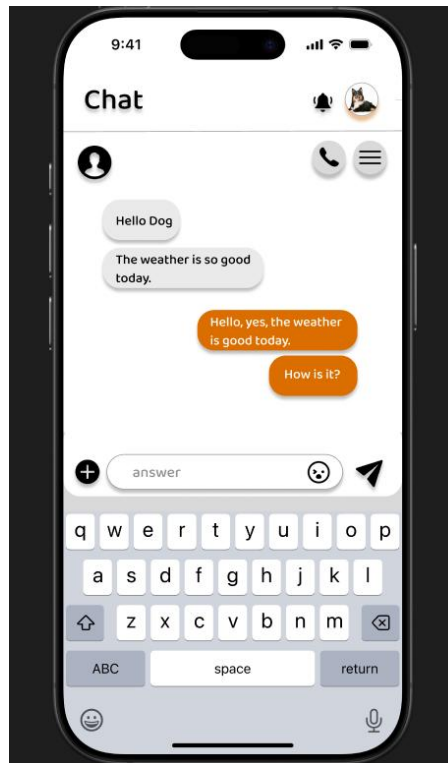 9:41
Chat
Hello Dog
The weather is so good
today.
Hello, yes, the weather
is good today.
How is it?
answer
q w e r t y u i o p
a s d f g h j k l
z x c v b n m
ABC space return